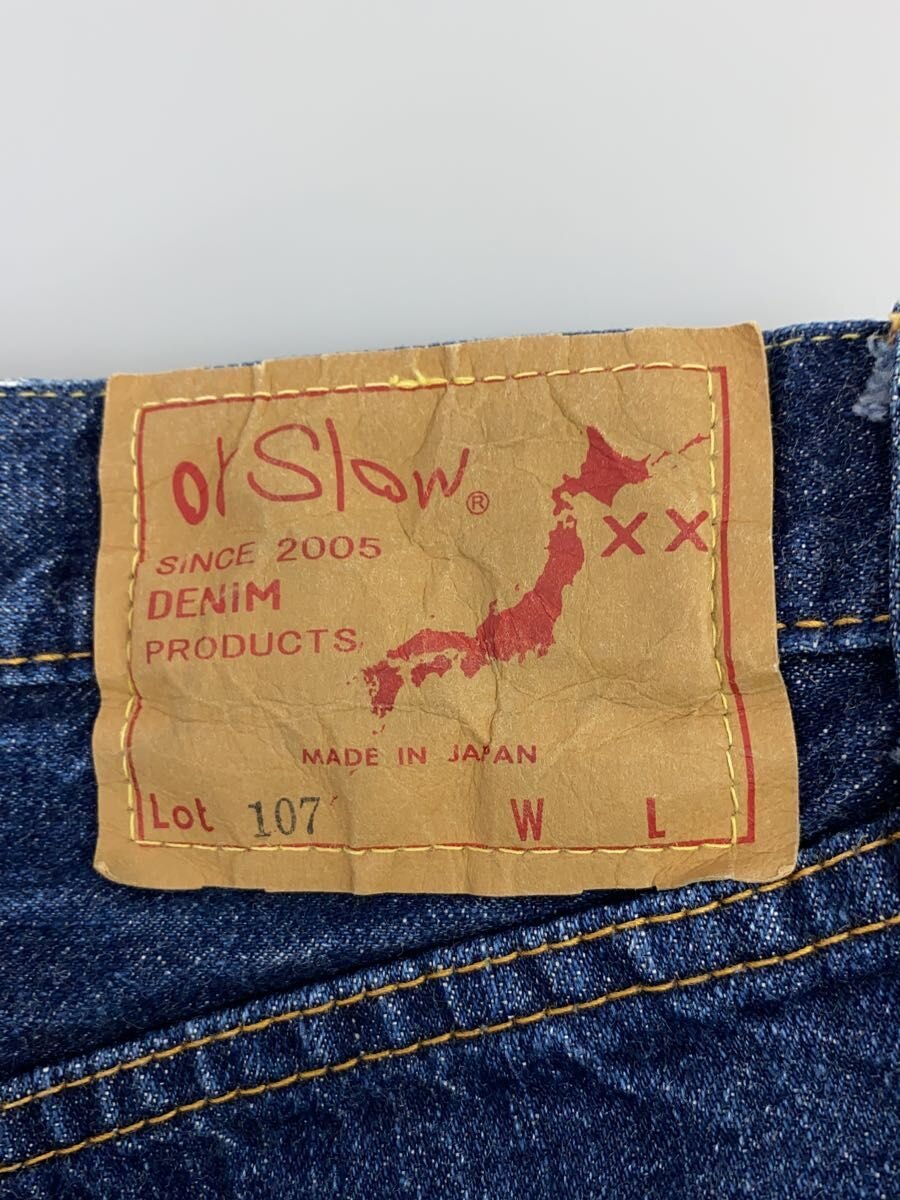 orSlow®
SINCE 2005
DENIM
PRODUCTS
XX
MADE IN JAPAN
Lot 107 W L